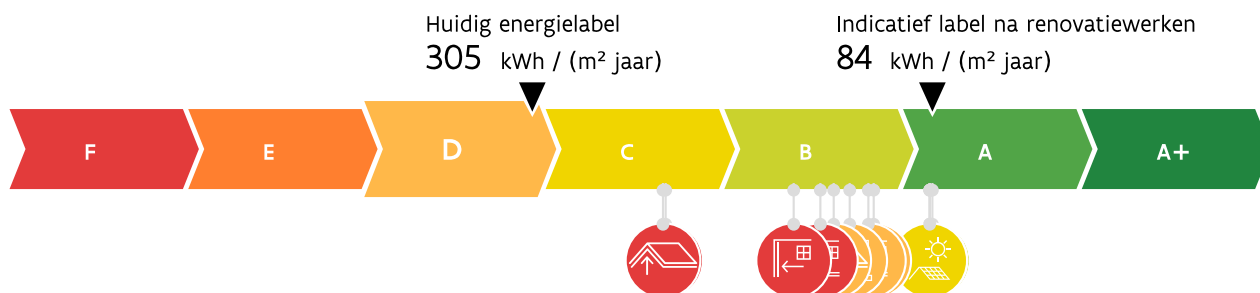 Huidig energielabel
305 kWh / (m² jaar)
Indicatief label na renovatiewerken
84 kWh / (m² jaar)
F E D C B A A+